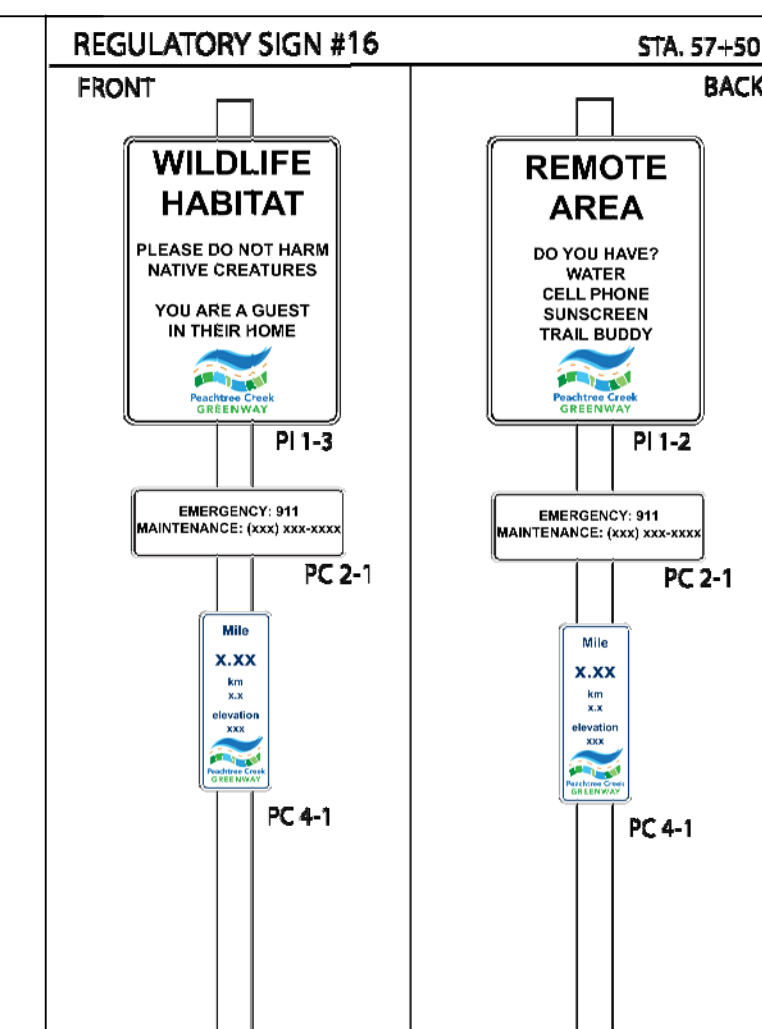 REGULATORY SIGN #16
STA. 57+50
FRONT
WILDLIFE
HABITAT
PLEASE DO NOT HARM
NATIVE CREATURES
YOU ARE A GUEST
IN THEIR HOME
Peachtree Creek
GREENWAY
PI 1-3
EMERGENCY: 911
MAINTENANCE: (xxx) xxx-xxxx
PC 2-1
Mile
X.XX
km
x.x
elevation
xxx
Peachtree Creek
GREENWAY
PC 4-1
BACK
REMOTE
AREA
DO YOU HAVE?
WATER
CELL PHONE
SUNSCREEN
TRAIL BUDDY
Peachtree Creek
GREENWAY
PI 1-2
EMERGENCY: 911
MAINTENANCE: (xxx) xxx-xxxx
PC 2-1
Mile
X.XX
km
x.x
elevation
xxx
Peachtree Creek
GREENWAY
PC 4-1